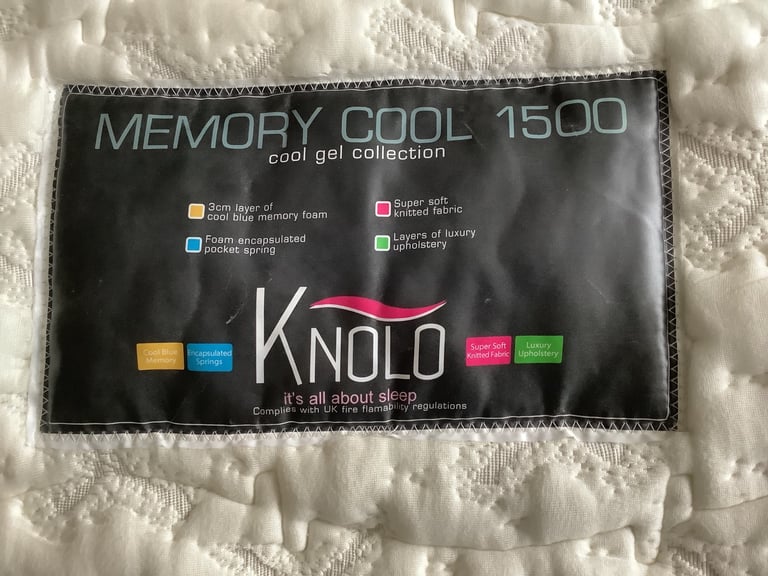 MEMORY COOL 1500
cool gel collection
3cm layer of
cool blue memory foam
Super soft
knitted fabric
Foam encapsulated
pocket spring
Layers of luxury
upholstery
KNOLO
Cool Blue
Memory
Encapsulated
Springs
Super Soft
Knitted Fabric
Luxury
Upholstery
it's all about sleep
Complies with UK fire flamability regulations